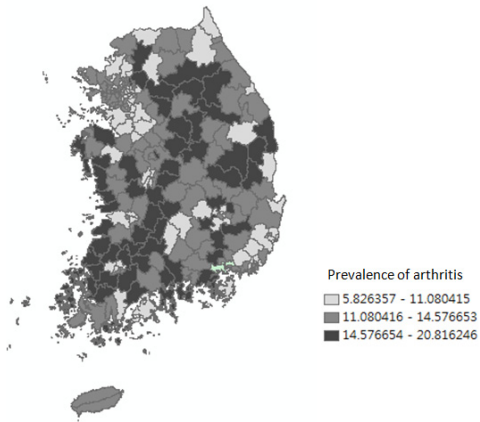 Prevalence of arthritis
5.826357 - 11.080415
11.080416 - 14.576653
14.576654 - 20.816246